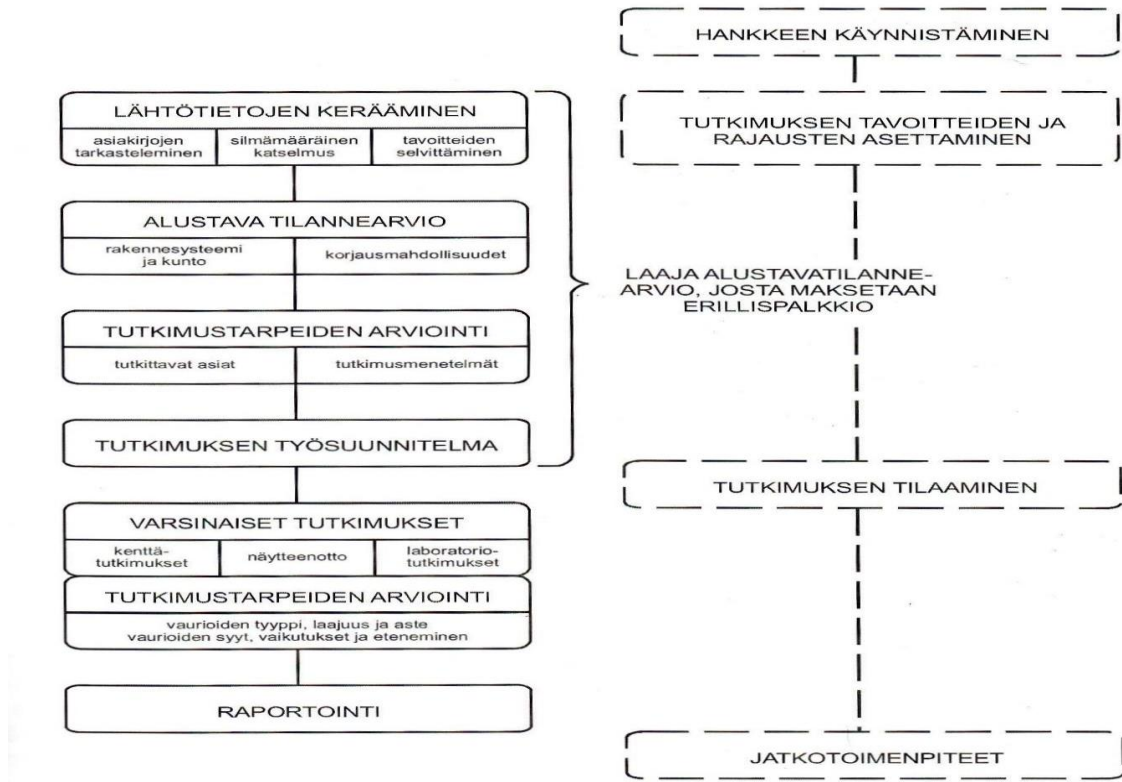 HANKKEEN KÄYNNISTÄMINEN
LÄHTÖTIETOJEN KERÄÄMINEN
asiakirjojen
tarkasteleminen
silmämääräinen
katselmus
tavoitteiden
selvittäminen
TUTKIMUKSEN TAVOITTEIDEN JA
RAJAUSTEN ASETTAMINEN
ALUSTAVA TILANNEARVIO
rakennesysteemi
ja kunto
korjausmahdollisuudet
LAAJA ALUSTAVATILANNE-
ARVIO, JOSTA MAKSETAAN
ERILLISPALKKIO
TUTKIMUSTARPEIDEN ARVIOINTI
tutkittavat asiat
tutkimusmenetelmät
TUTKIMUKSEN TYÖSUUNNITELMA
TUTKIMUKSEN TILAAMINEN
VARSINAISET TUTKIMUKSET
kenttä-
tutkimukset
näytteenotto
laboratorio-
tutkimukset
TUTKIMUSTARPEIDEN ARVIOINTI
vaurioiden tyyppi, laajuus ja aste
vaurioiden syyt, vaikutukset ja eteneminen
RAPORTOINTI
JATKOTOIMENPITEET